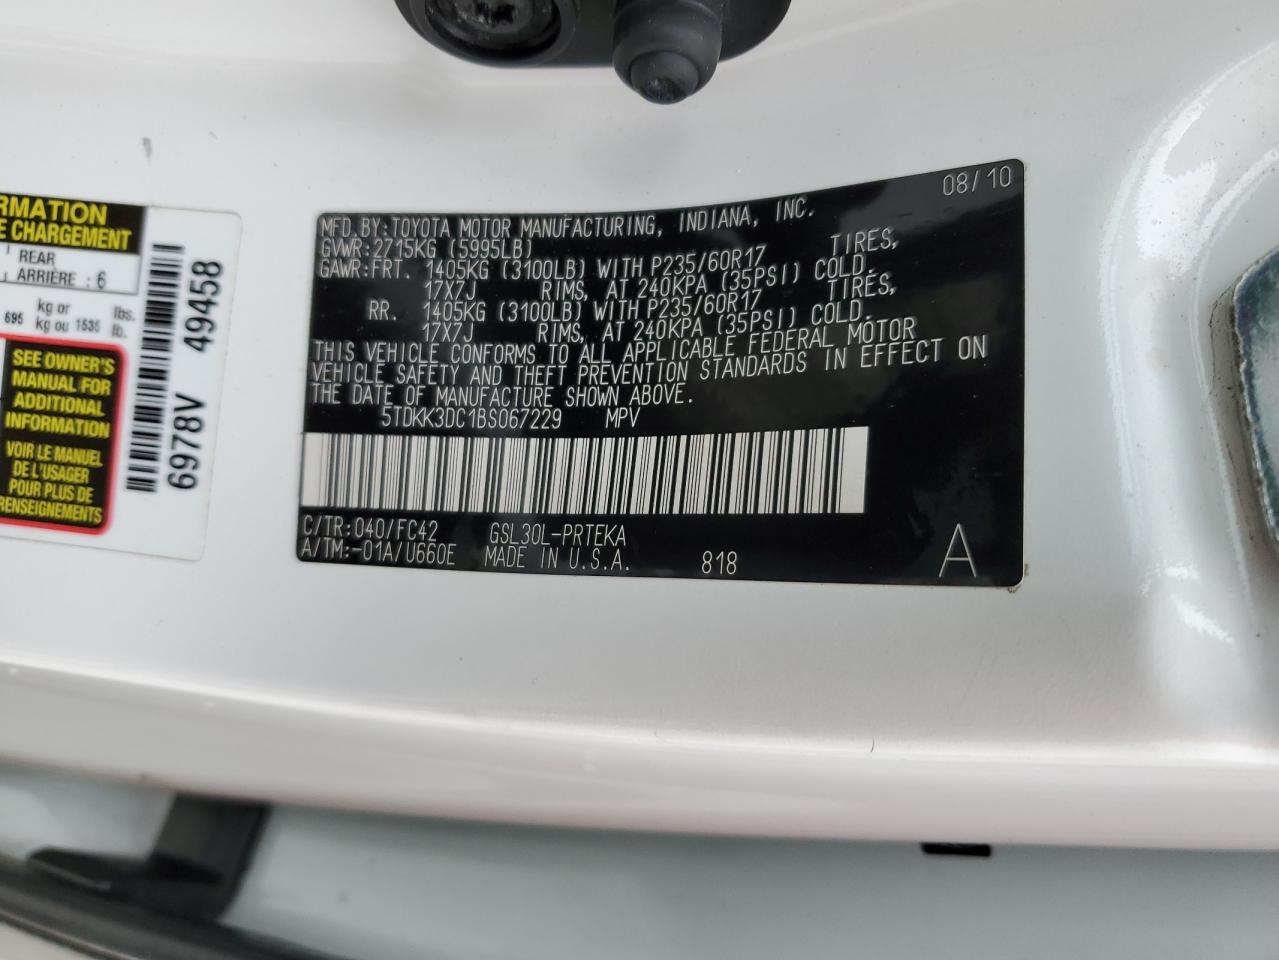 RMATION
E CHARGEMENT
REAR
ARRIÈRE : 6
kg or lbs.
695 kg ou 1535 lb.
SEE OWNER'S
MANUAL FOR
ADDITIONAL
INFORMATION
VOIR LE MANUEL
DE L'USAGER
POUR PLUS DE
RENSEIGNEMENTS
6978V 49458
08/10
MFD.BY:TOYOTA MOTOR MANUFACTURING, INDIANA, INC.
GVWR:2715KG (5995LB)
GAWR:FRT. 1405KG (3100LB) WITH P235/60R17 TIRES,
17X7J RIMS, AT 240KPA (35PSI) COLD.
RR. 1405KG (3100LB) WITH P235/60R17 TIRES,
17X7J RIMS, AT 240KPA (35PSI) COLD.
THIS VEHICLE CONFORMS TO ALL APPLICABLE FEDERAL MOTOR
VEHICLE SAFETY AND THEFT PREVENTION STANDARDS IN EFFECT ON
THE DATE OF MANUFACTURE SHOWN ABOVE.
5TDKK3DC1BS067229 MPV
C/TR:040/FC42 GSL30L-PRTEKA
A/TM:-01A/U660E MADE IN U.S.A. 818 A